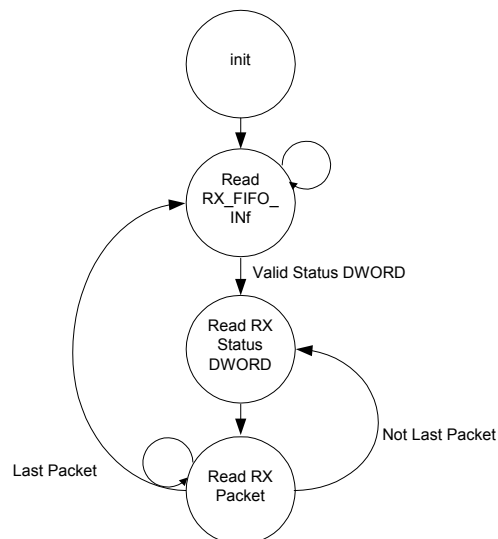 init
Read
RX_FIFO_
INf
Valid Status DWORD
Read RX
Status
DWORD
Not Last Packet
Last Packet
Read RX
Packet